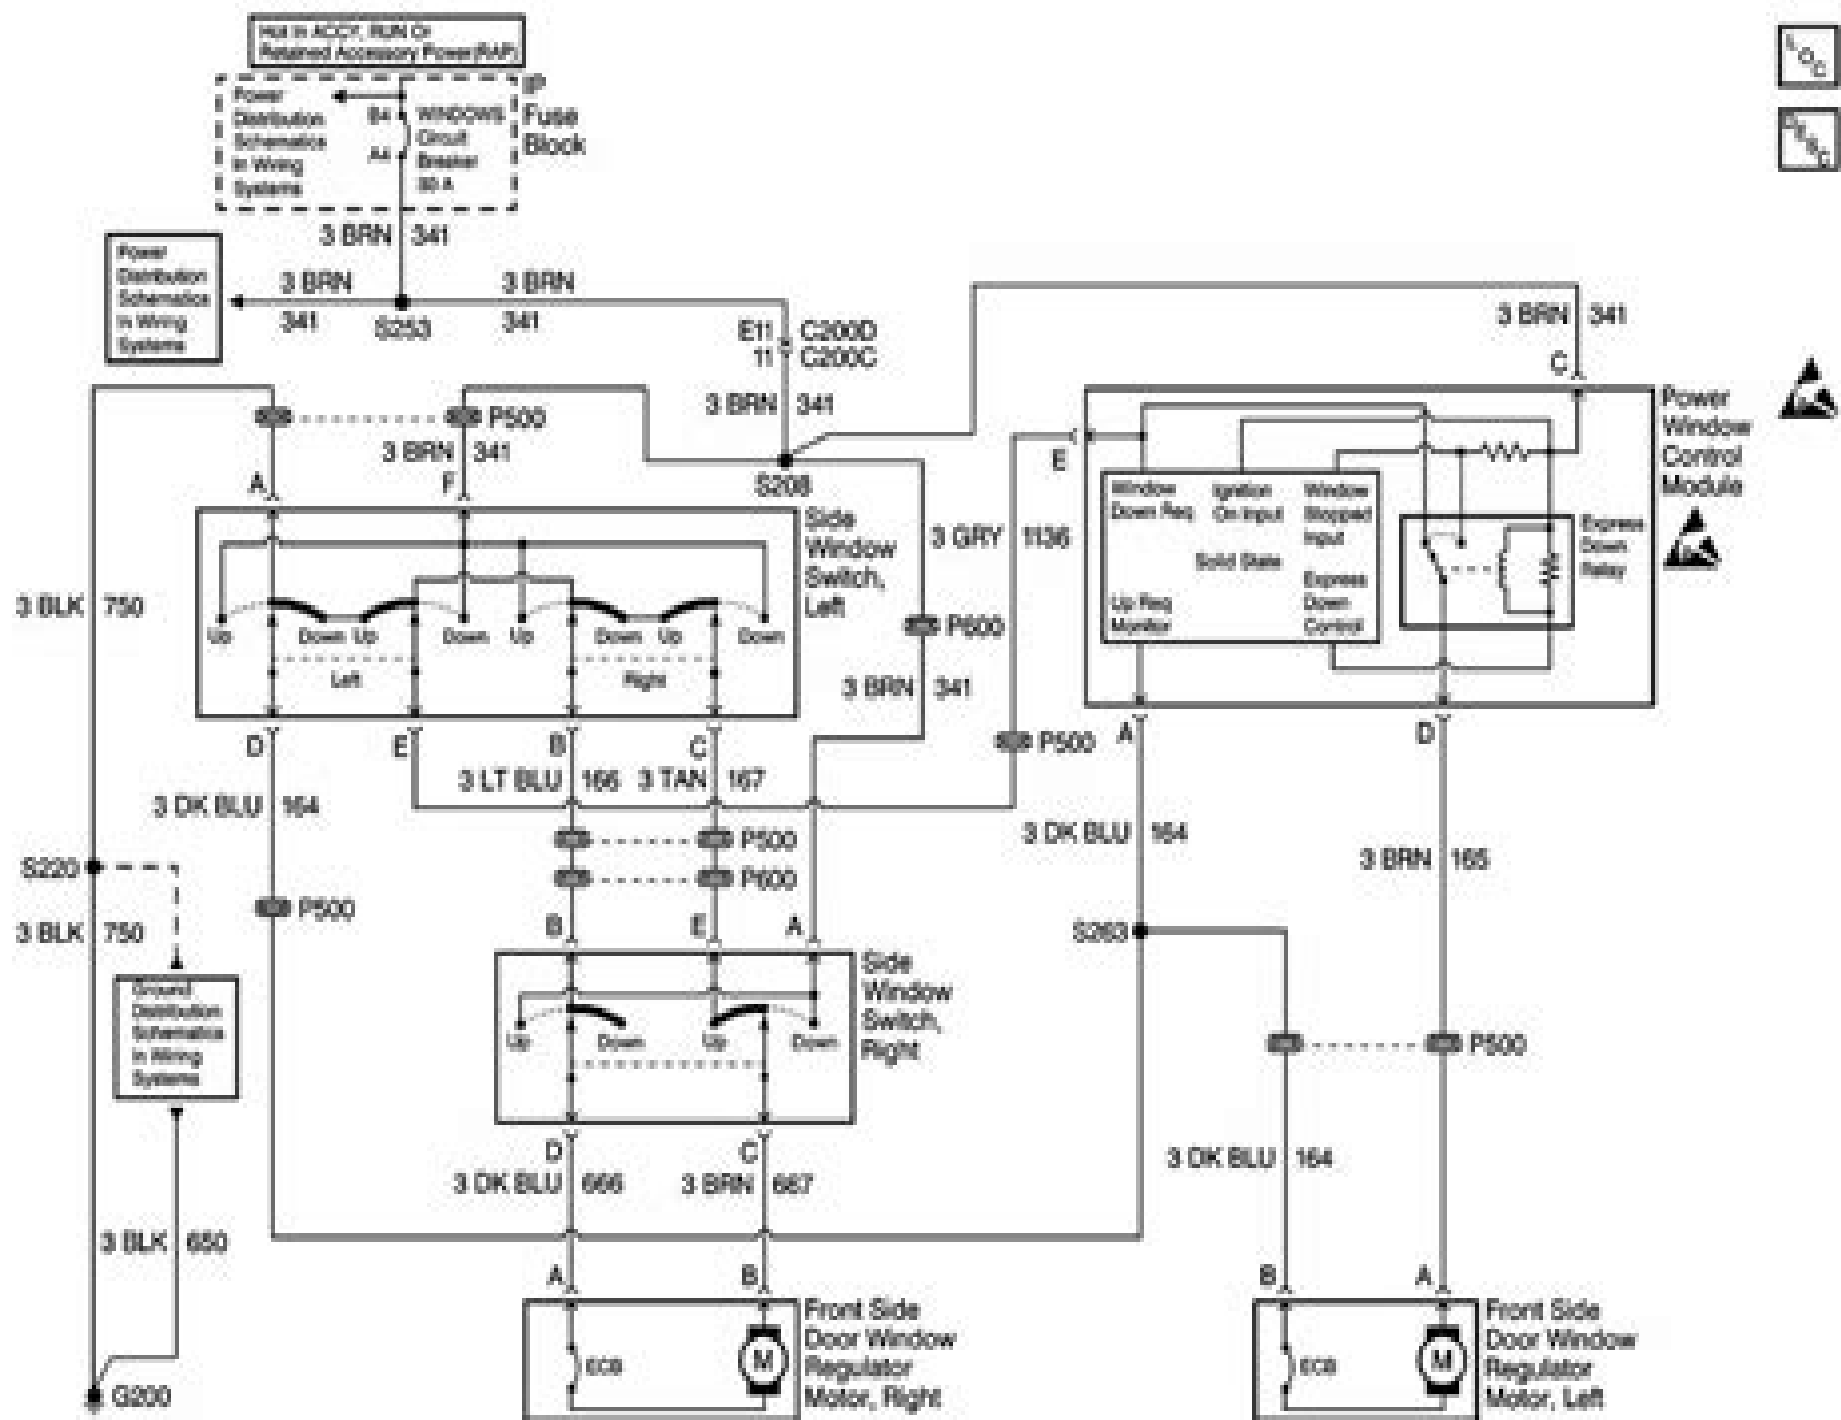 Hot In ACCY, RUN Or
Retained Accessory Power(RAP)
Power
Distribution
Schematics
In Wiring
Systems
B4
A4
WINDOWS
Circuit
Breaker
30 A
IP
Fuse
Block
LOC
DESC
3 BRN 341
Power
Distribution
Schematics
In Wiring
Systems
3 BRN
341
S253
3 BRN
341
E11 C200D
11 C200C
3 BRN 341
3 BRN 341
C
P500
3 BRN 341
A
F
S208
E
Power
Window
Control
Module
Window
Down Req
Ignition
On Input
Window
Stopped
Input
Solid State
Up Req
Monitor
Express
Down
Control
Express
Down
Relay
Side
Window
Switch,
Left
3 GRY 1136
3 BLK 750
Up Down Up Down Up Down Up Down
Left Right
P600
3 BRN 341
D E B C
P500
A D
3 LT BLU 166 3 TAN 167
3 DK BLU 164
3 DK BLU 164
3 BRN 165
P500
P600
S220
P500
3 BLK 750
B E A
S263
Side
Window
Switch,
Right
Ground
Distribution
Schematics
In Wiring
Systems
Up Down Up Down
P500
D C
3 DK BLU 666 3 BRN 667
3 DK BLU 164
3 BLK 650
A B
B A
Front Side
Door Window
Regulator
Motor, Right
ECB
M
Front Side
Door Window
Regulator
Motor, Left
ECB
M
G200